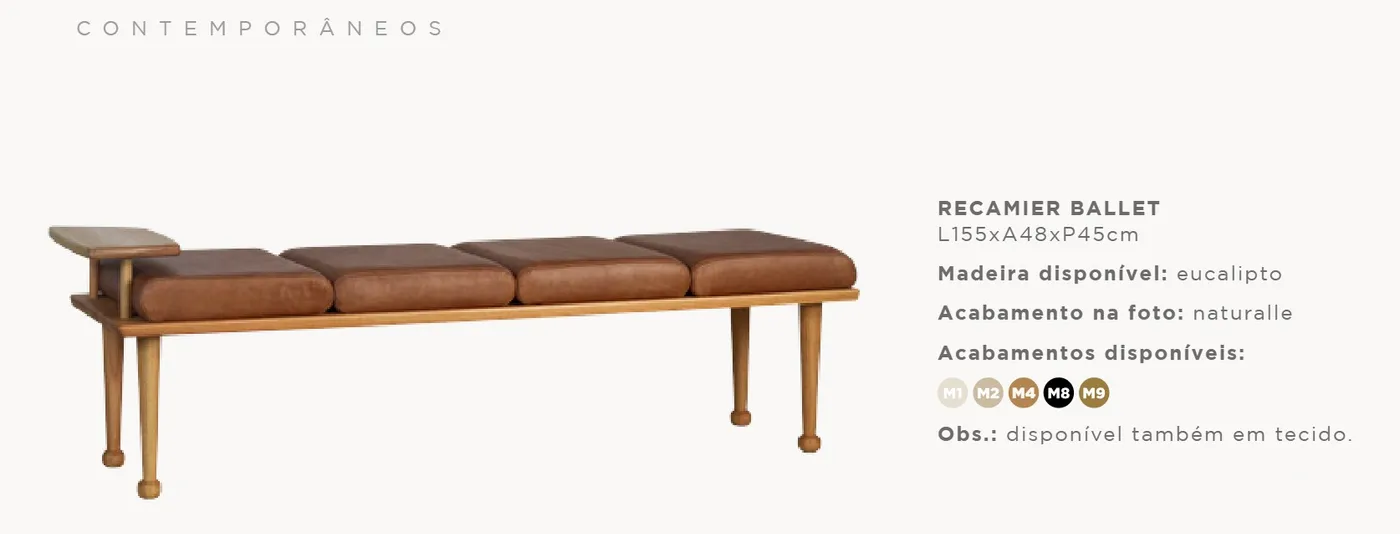 CONTEMPORÂNEOS
RECAMIER BALLET
L155xA48xP45cm
Madeira disponível: eucalipto
Acabamento na foto: naturalle
Acabamentos disponíveis:
M1 M2 M4 M8 M9
Obs.: disponível também em tecido.